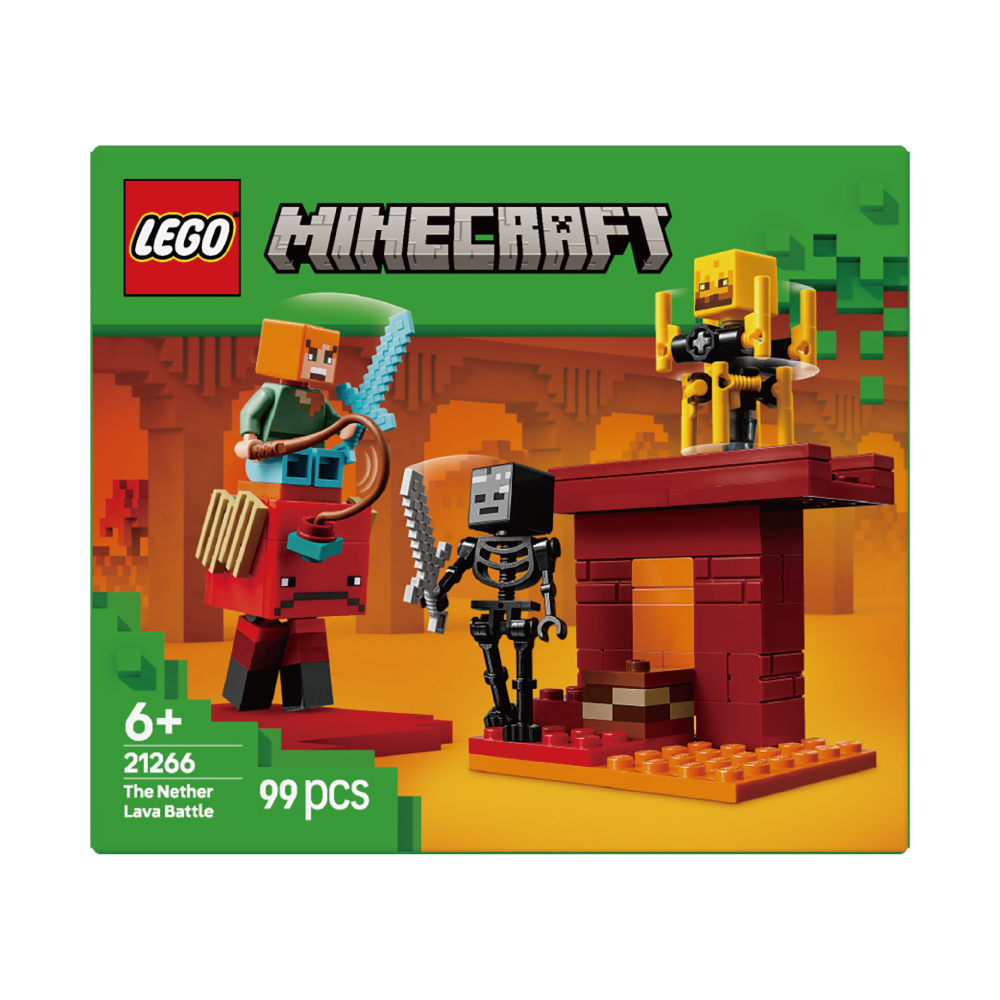 LEGO
MINECRAFT
6+
21266
The Nether
Lava Battle
99 pcs